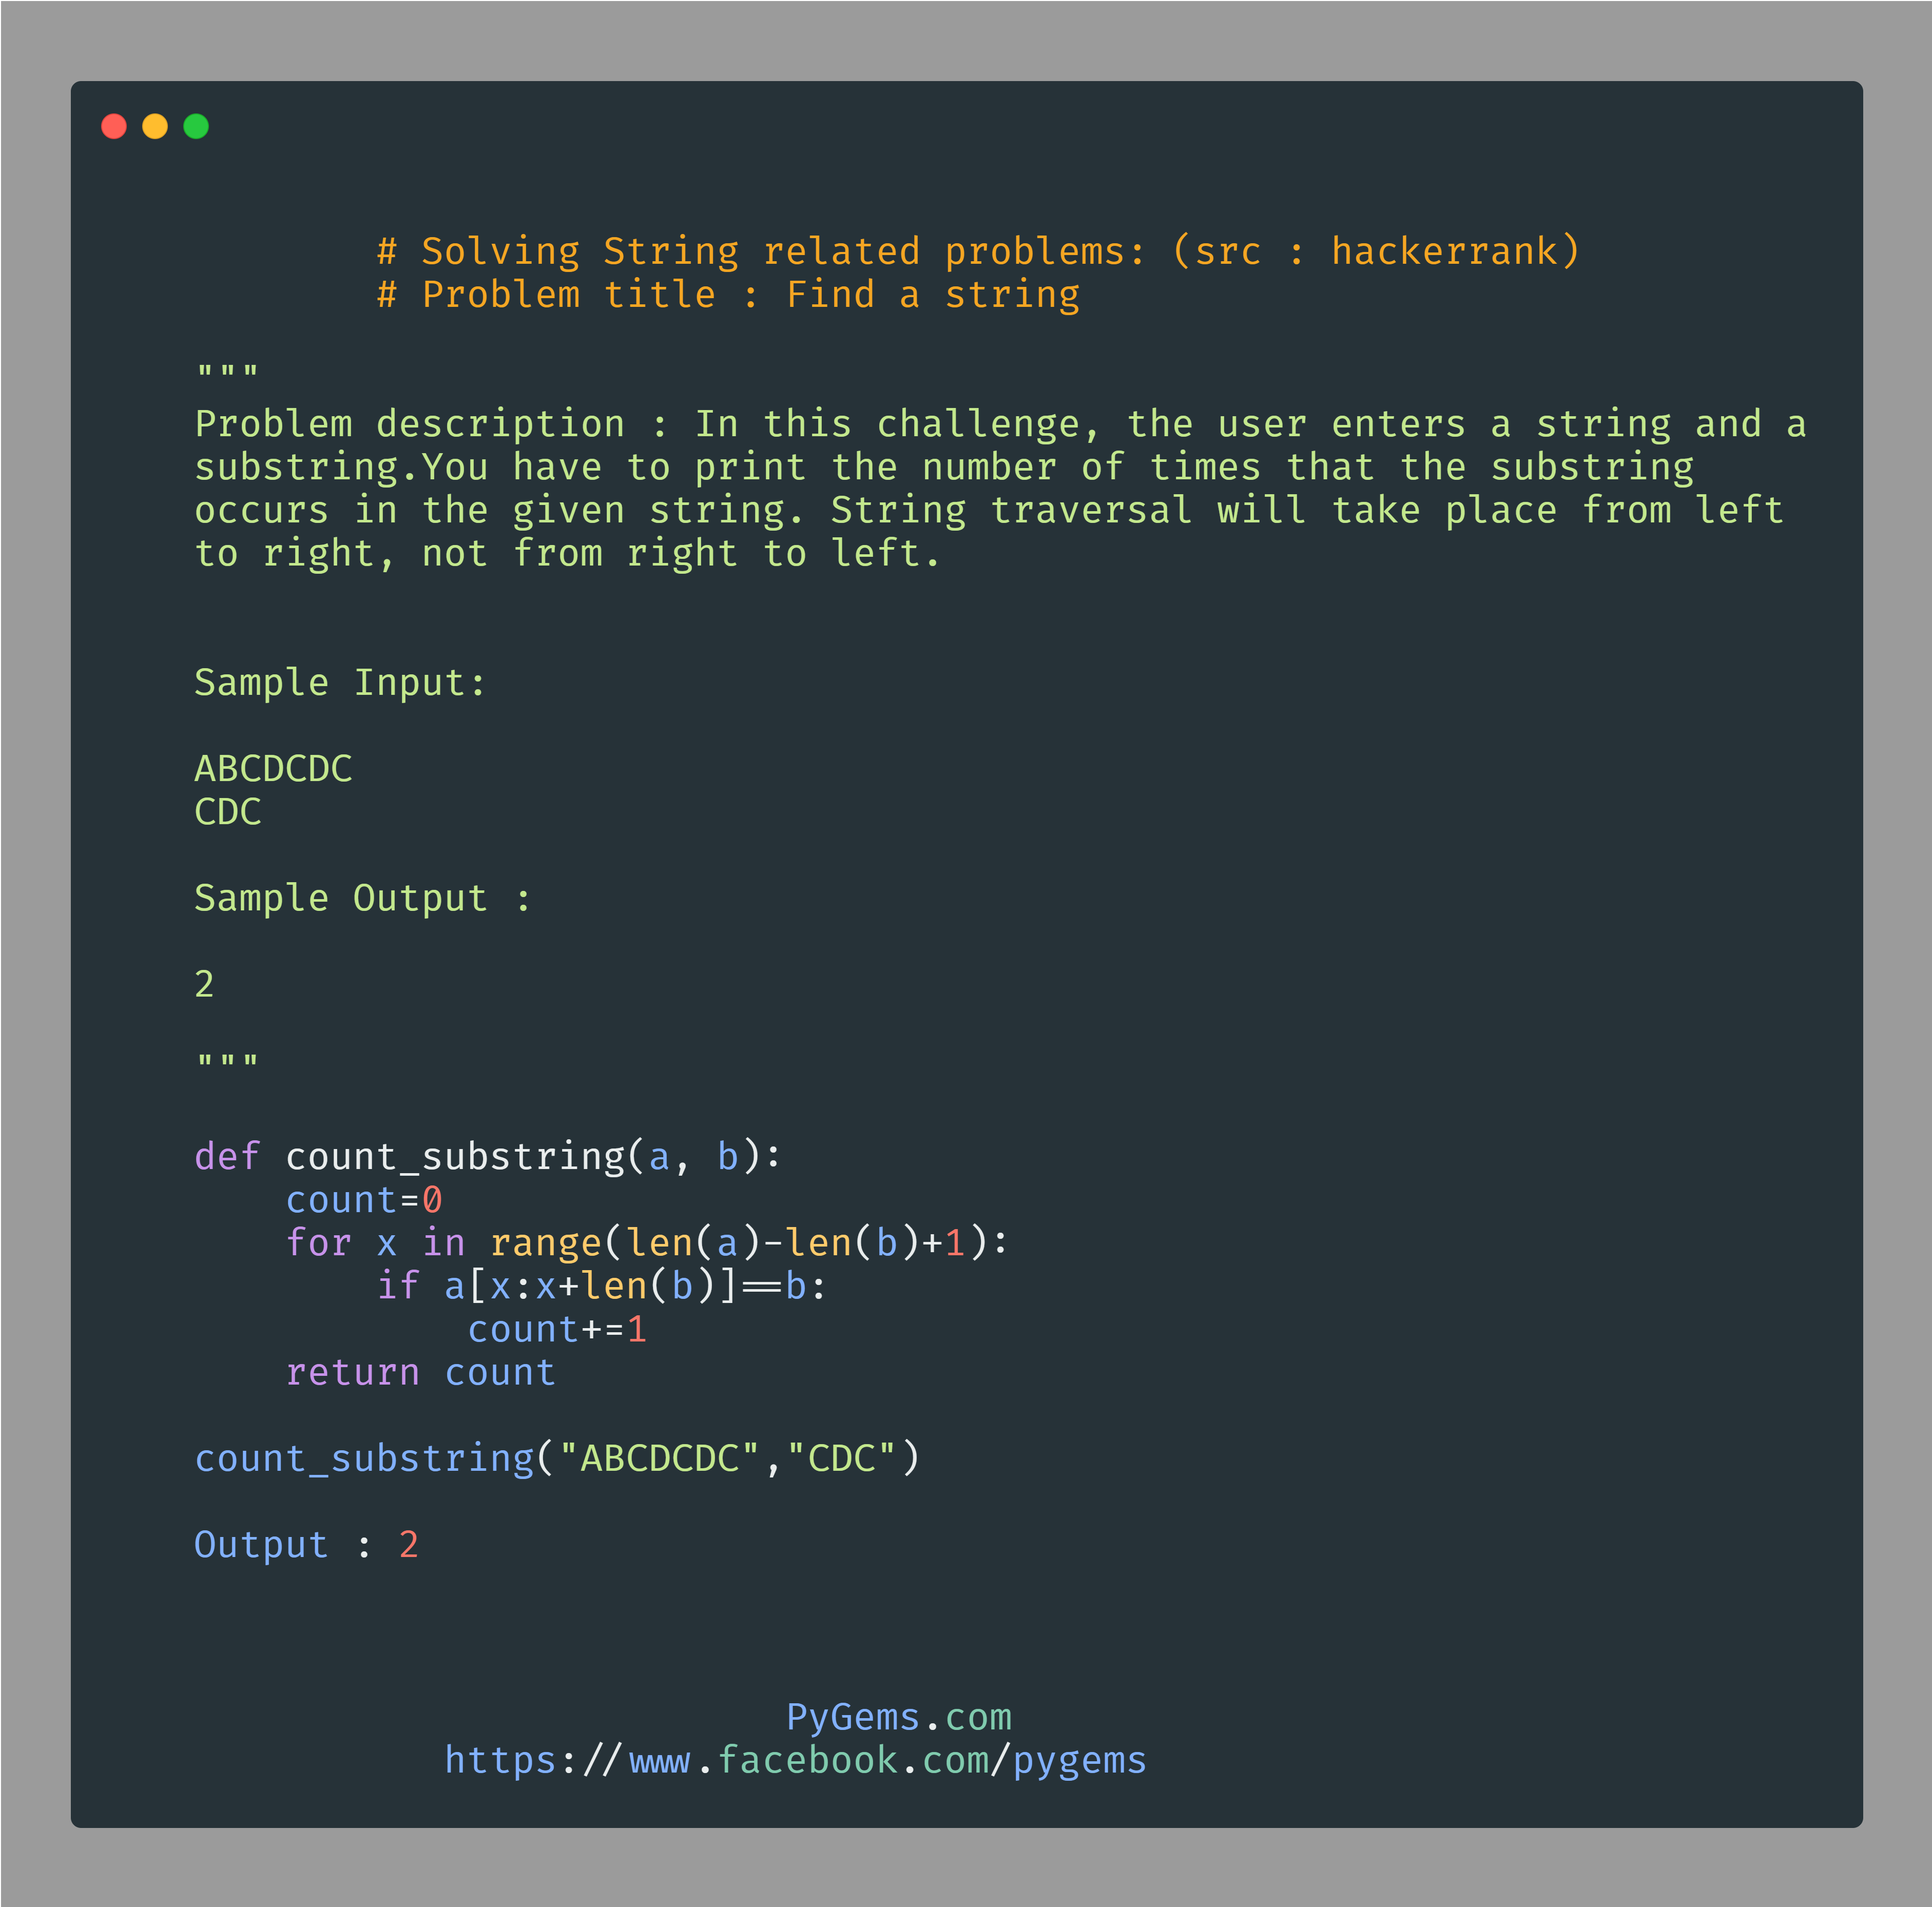 # Solving String related problems: (src : hackerrank)
# Problem title : Find a string
"""
Problem description : In this challenge, the user enters a string and a
substring.You have to print the number of times that the substring
occurs in the given string. String traversal will take place from left
to right, not from right to left.
Sample Input:
ABCDCDC
CDC
Sample Output :
2
"""
def count_substring(a, b):
    count=0
    for x in range(len(a)-len(b)+1):
        if a[x:x+len(b)]==b:
            count+=1
    return count
count_substring("ABCDCDC","CDC")
Output : 2
PyGems.com
https://www.facebook.com/pygems